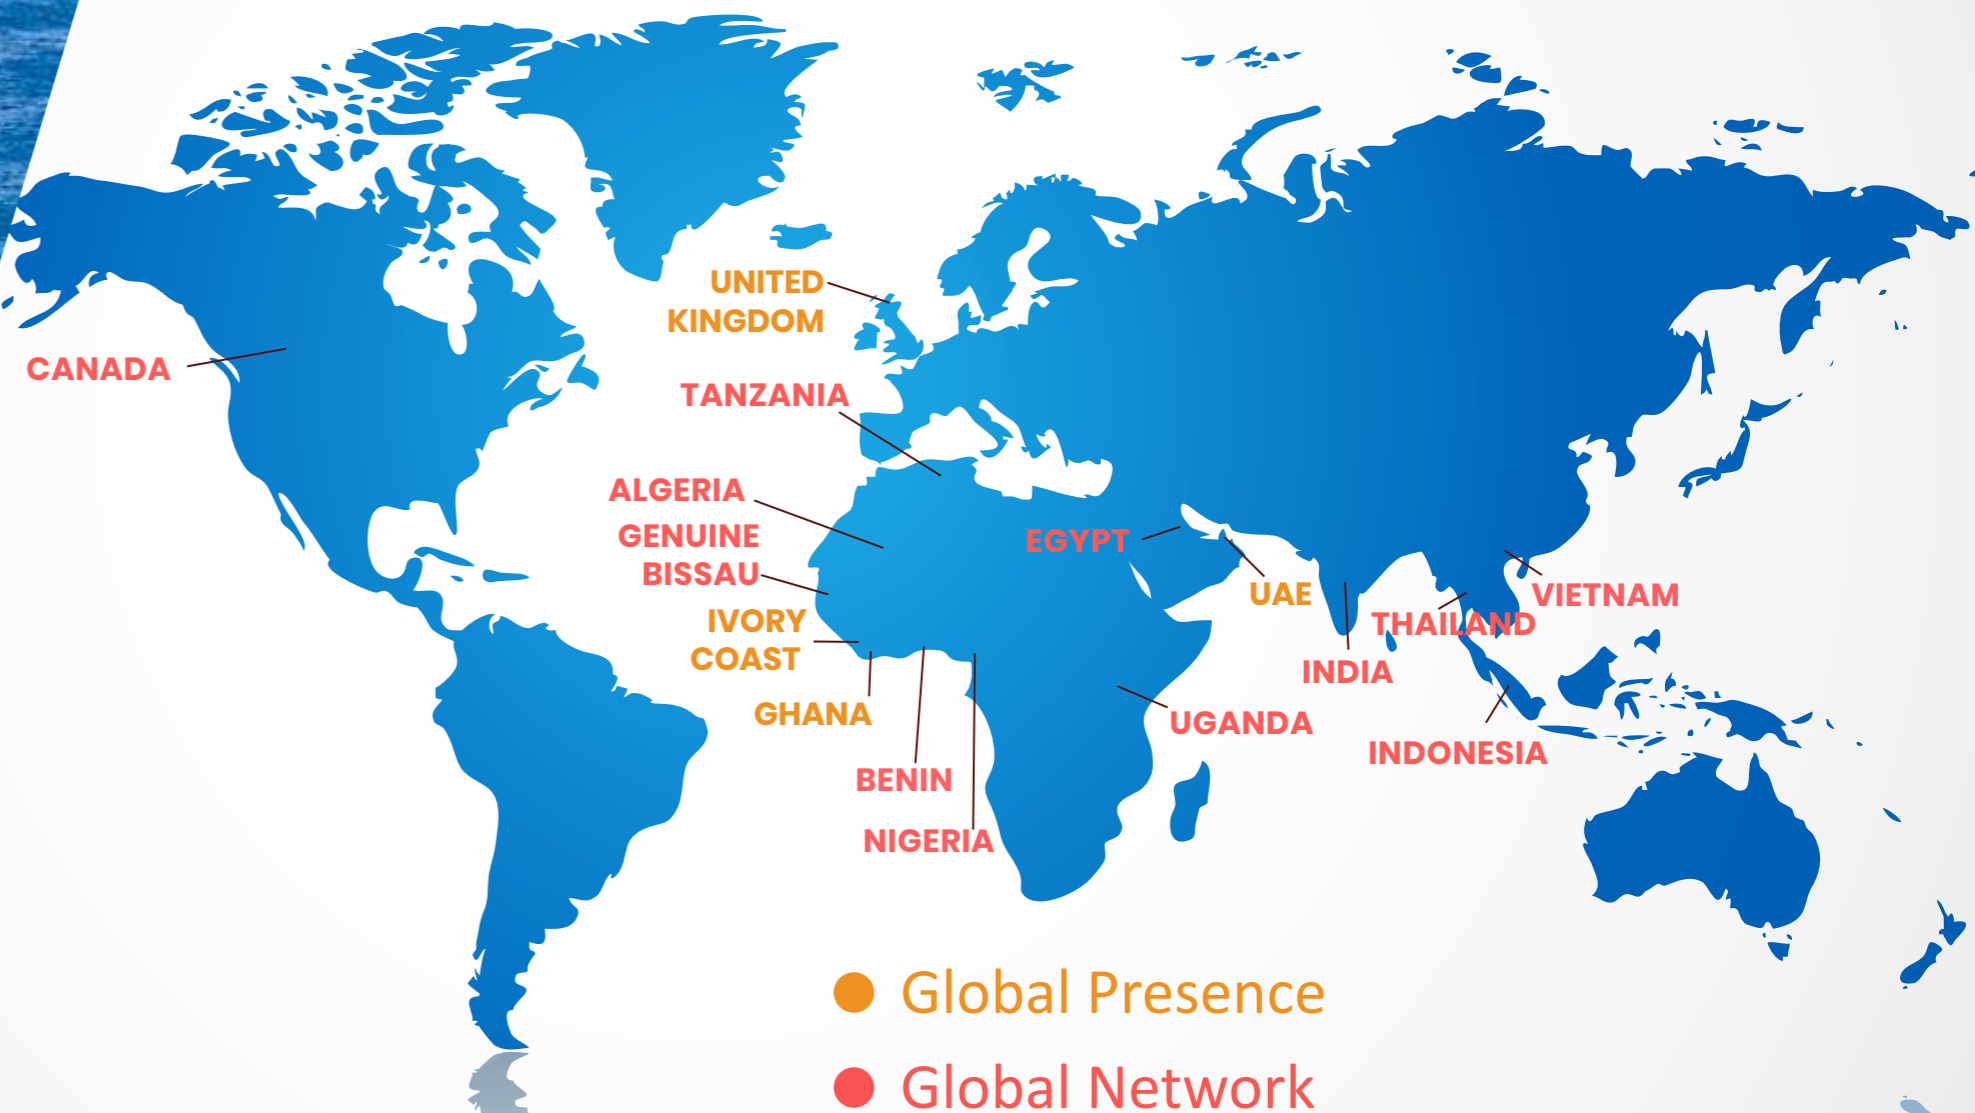 UNITED
KINGDOM
CANADA
TANZANIA
ALGERIA
GENUINE
BISSAU
EGYPT
UAE
VIETNAM
IVORY
COAST
THAILAND
INDIA
GHANA
UGANDA
INDONESIA
BENIN
NIGERIA
Global Presence
Global Network